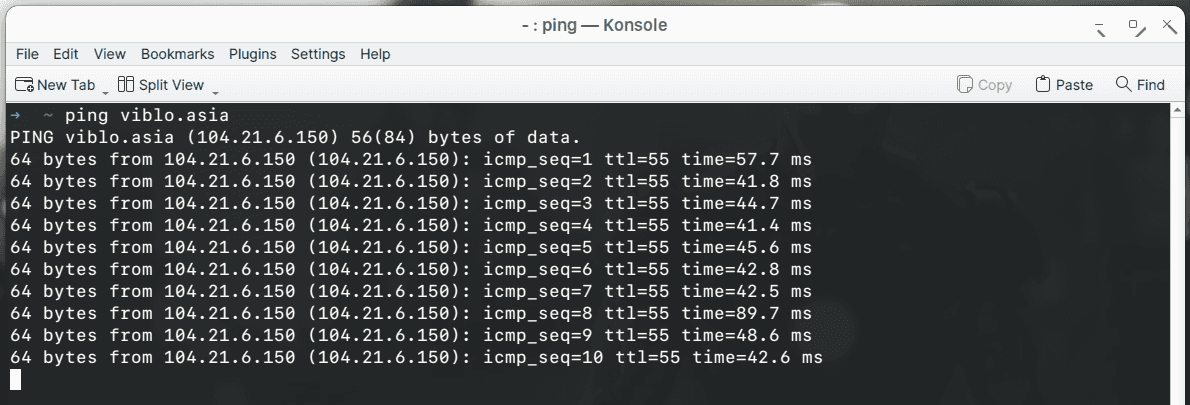 - : ping — Konsole
File Edit View Bookmarks Plugins Settings Help
New Tab Split View Copy Paste Find
➜ ~ ping viblo.asia
PING viblo.asia (104.21.6.150) 56(84) bytes of data.
64 bytes from 104.21.6.150 (104.21.6.150): icmp_seq=1 ttl=55 time=57.7 ms
64 bytes from 104.21.6.150 (104.21.6.150): icmp_seq=2 ttl=55 time=41.8 ms
64 bytes from 104.21.6.150 (104.21.6.150): icmp_seq=3 ttl=55 time=44.7 ms
64 bytes from 104.21.6.150 (104.21.6.150): icmp_seq=4 ttl=55 time=41.4 ms
64 bytes from 104.21.6.150 (104.21.6.150): icmp_seq=5 ttl=55 time=45.6 ms
64 bytes from 104.21.6.150 (104.21.6.150): icmp_seq=6 ttl=55 time=42.8 ms
64 bytes from 104.21.6.150 (104.21.6.150): icmp_seq=7 ttl=55 time=42.5 ms
64 bytes from 104.21.6.150 (104.21.6.150): icmp_seq=8 ttl=55 time=89.7 ms
64 bytes from 104.21.6.150 (104.21.6.150): icmp_seq=9 ttl=55 time=48.6 ms
64 bytes from 104.21.6.150 (104.21.6.150): icmp_seq=10 ttl=55 time=42.6 ms